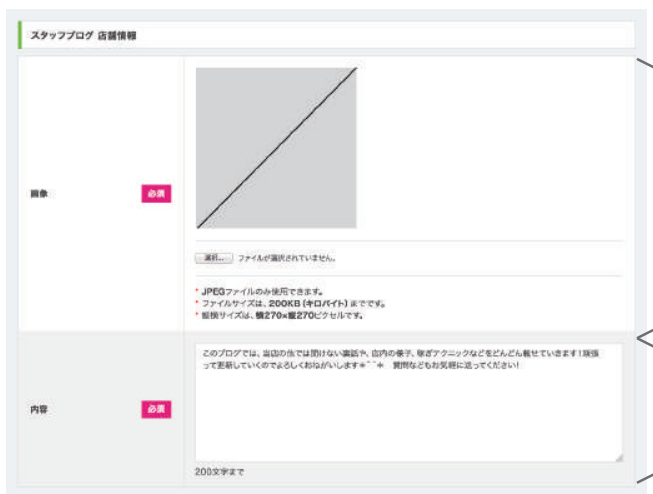 スタッフブログ 店舗情報
画像
必須
選択... ファイルが選択されていません。
* JPEGファイルのみ使用できます。
* ファイルサイズは、200KB (キロバイト) までです。
* 縦横サイズは、横270×縦270ピクセルです。
このブログでは、当店の他では聞けない裏話や、店内の様子、稼ぎテクニックなどをどんどん載せていきます!頑張
って更新していくのでよろしくおねがいします*^ ^* 質問などもお気軽に送ってください!
内容
必須
200文字まで